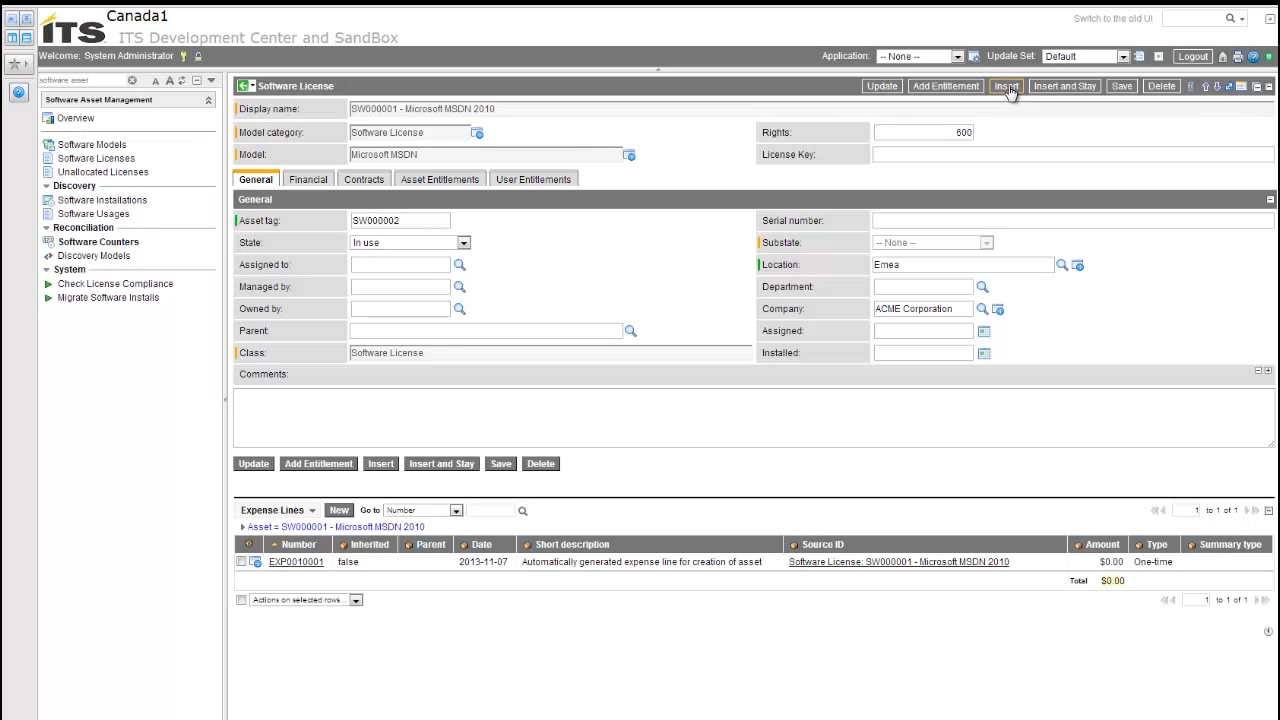 Canada1
ITS
ITS Development Center and SandBox
Switch to the old UI
Welcome: System Administrator
Application: -- None -- Update Set: Default Logout
software asset
A A
Software Asset Management
Overview
Software Models
Software Licenses
Unallocated Licenses
Discovery
Software Installations
Software Usages
Reconciliation
Software Counters
Discovery Models
System
Check License Compliance
Migrate Software Installs
Software License Update Add Entitlement Insert Insert and Stay Save Delete
Display name: SW000001 - Microsoft MSDN 2010
Model category: Software License Rights: 600
Model: Microsoft MSDN License Key:
General Financial Contracts Asset Entitlements User Entitlements
General
Asset tag: SW000002 Serial number:
State: In use Substate: -- None --
Assigned to: Location: Emea
Managed by: Department:
Owned by: Company: ACME Corporation
Parent: Assigned:
Class: Software License Installed:
Comments:
Update Add Entitlement Insert Insert and Stay Save Delete
Expense Lines New Go to Number 1 to 1 of 1
Asset = SW000001 - Microsoft MSDN 2010
Number Inherited Parent Date Short description Source ID Amount Type Summary type
EXP0010001 false 2013-11-07 Automatically generated expense line for creation of asset Software License: SW000001 - Microsoft MSDN 2010 $0.00 One-time
Total $0.00
Actions on selected rows... 1 to 1 of 1